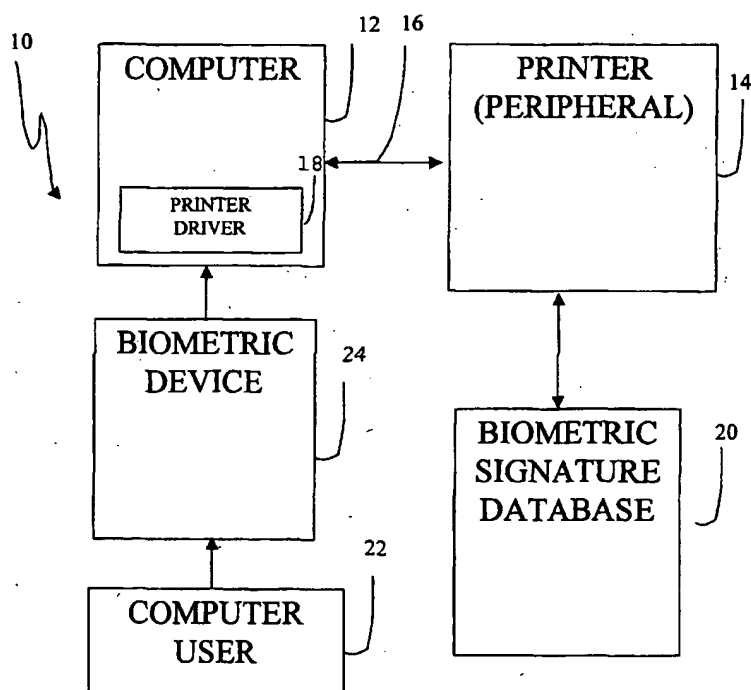 10
COMPUTER
12
16
PRINTER
(PERIPHERAL)
14
18
PRINTER
DRIVER
BIOMETRIC
DEVICE
24
BIOMETRIC
SIGNATURE
DATABASE
20
COMPUTER
USER
22